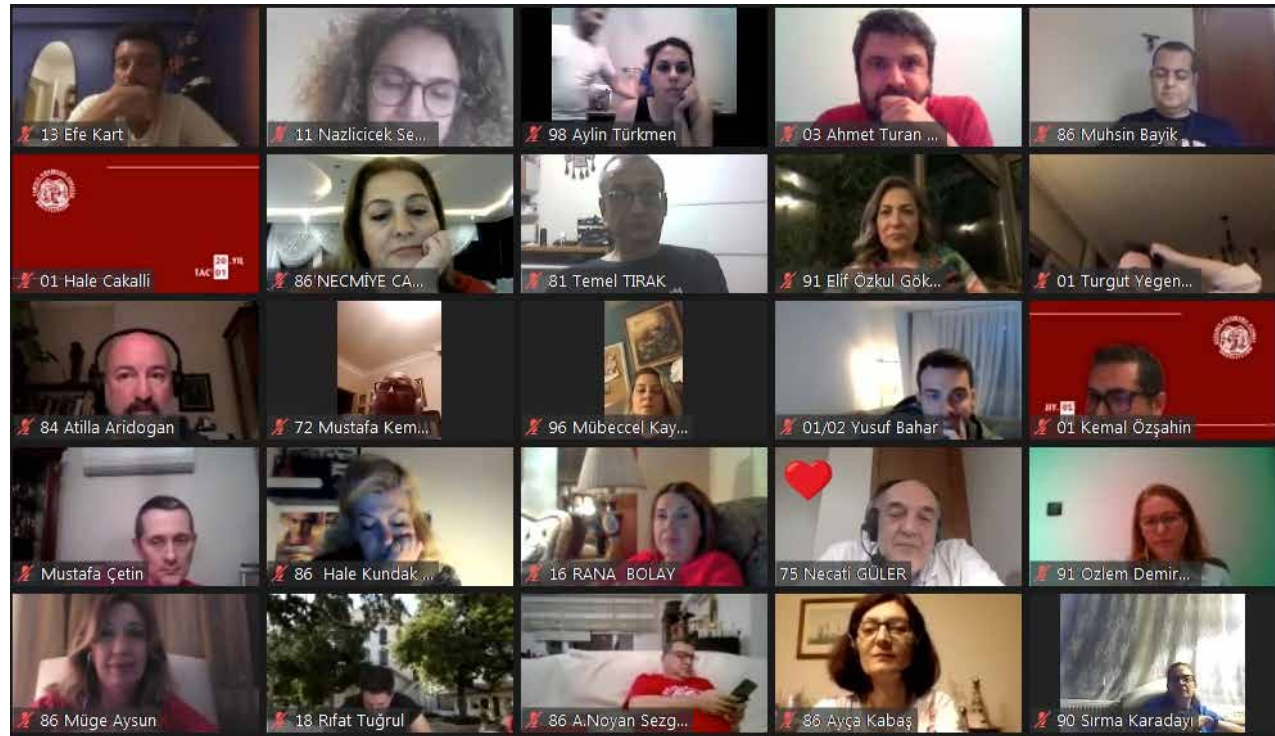 13 Efe Kart
11 Nazlicicek Se...
98 Aylin Türkmen
03 Ahmet Turan ...
86 Muhsin Bayik
20. YIL
TAC' 01
01 Hale Cakalli
86'NECMİYE CA...
81 Temel TIRAK
91 Elif Özkul Gök...
01 Turgut Yegen...
84 Atilla Aridogan
72 Mustafa Kem...
96 Mübeccel Kay...
01/02 Yusuf Bahar
01 Kemal Özşahin
Mustafa Çetin
86 Hale Kundak ...
16 RANA BOLAY
75 Necati GÜLER
91 Ozlem Demir...
86 Müge Aysun
18 Rıfat Tuğrul
86 A.Noyan Sezg...
86 Ayça Kabaş
90 Sırma Karadayı